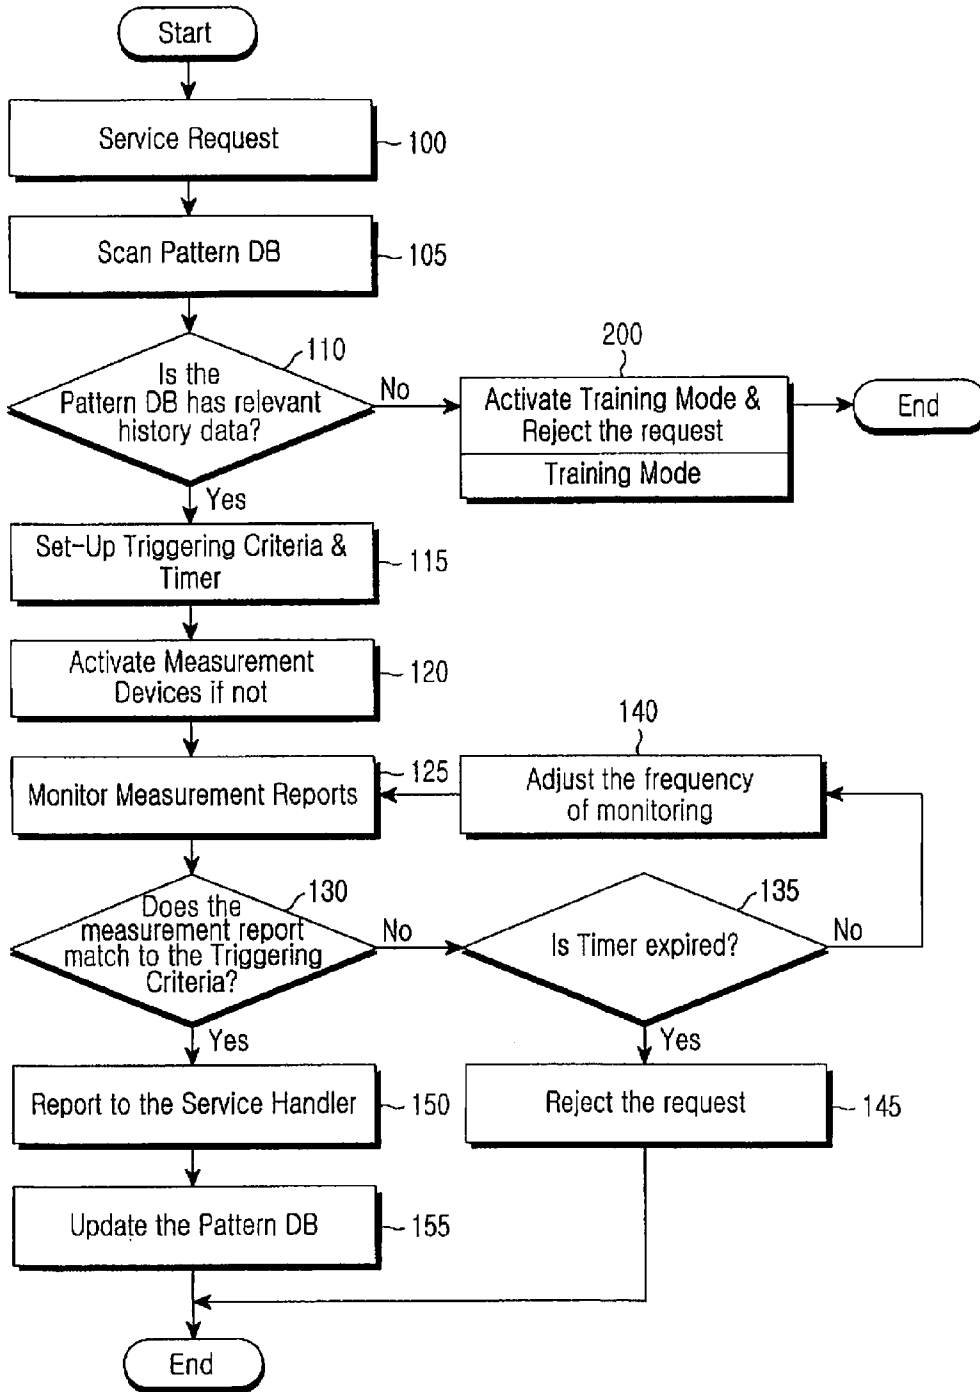 Start
Service Request
100
Scan Pattern DB
105
110
Is the
Pattern DB has relevant
history data?
No
Yes
200
Activate Training Mode &
Reject the request
Training Mode
End
Set-Up Triggering Criteria &
Timer
115
Activate Measurement
Devices if not
120
Monitor Measurement Reports
125
140
Adjust the frequency
of monitoring
130
Does the
measurement report
match to the Triggering
Criteria?
No
Yes
135
Is Timer expired?
No
Yes
Report to the Service Handler
150
Reject the request
145
Update the Pattern DB
155
End